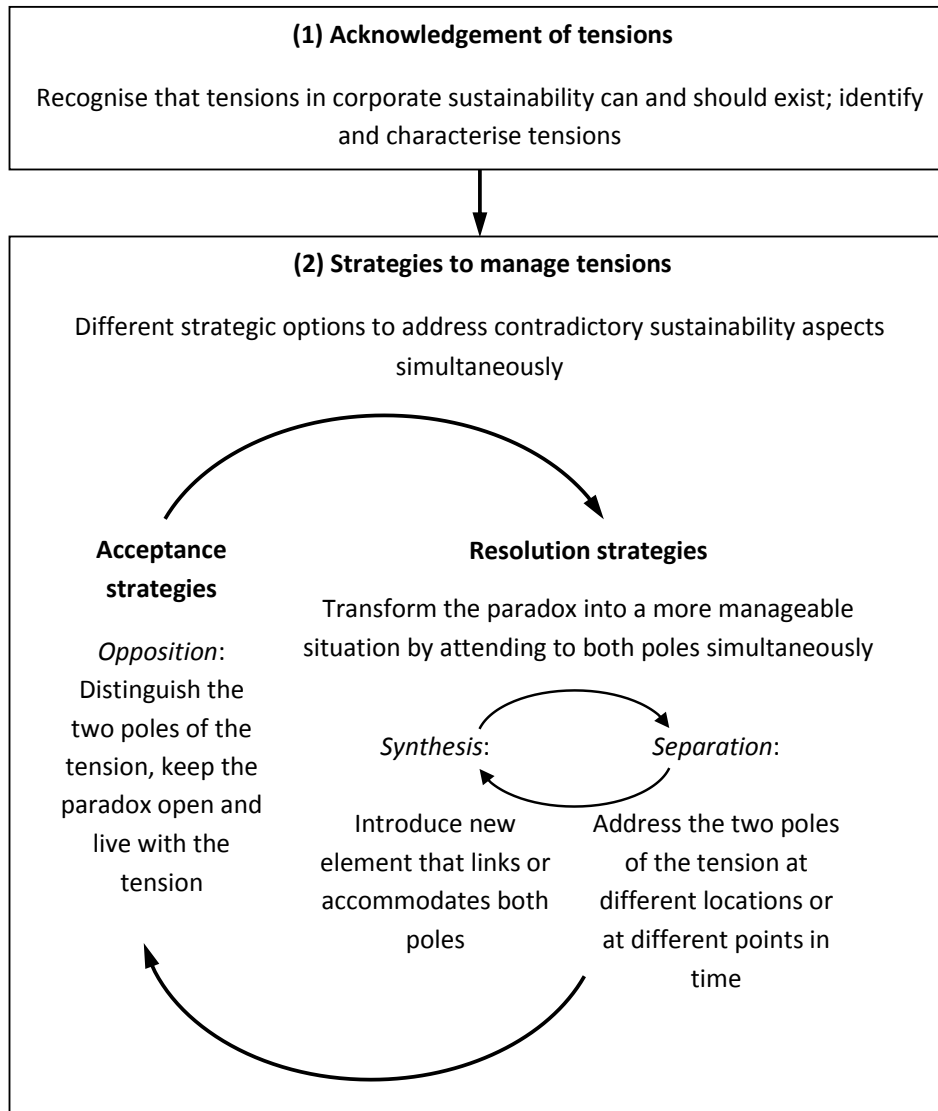 (1) Acknowledgement of tensions
Recognise that tensions in corporate sustainability can and should exist; identify
and characterise tensions
(2) Strategies to manage tensions
Different strategic options to address contradictory sustainability aspects
simultaneously
Acceptance
strategies
Opposition:
Distinguish the
two poles of the
tension, keep the
paradox open and
live with the
tension
Resolution strategies
Transform the paradox into a more manageable
situation by attending to both poles simultaneously
Synthesis:
Introduce new
element that links or
accommodates both
poles
Separation:
Address the two poles
of the tension at
different locations or
at different points in
time